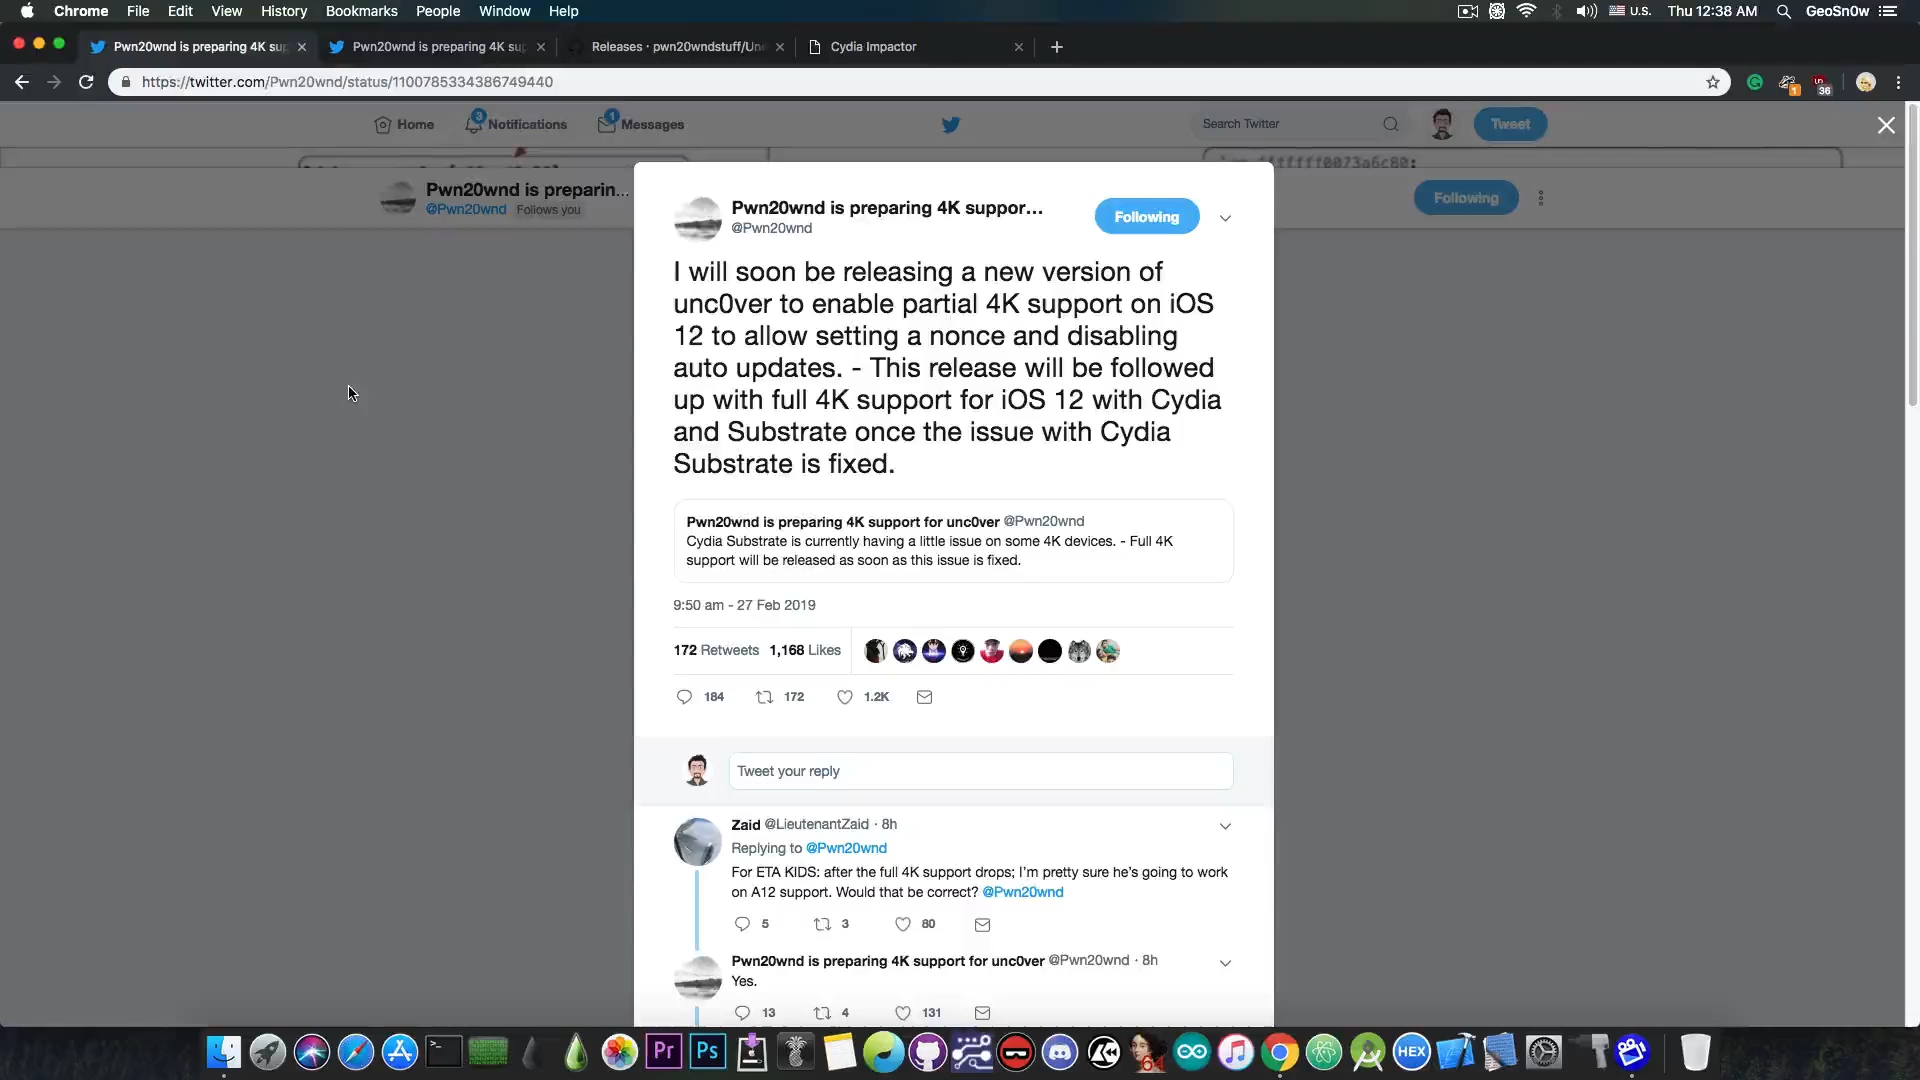 Chrome File Edit View History Bookmarks People Window Help U.S. Thu 12:38 AM GeoSn0w
Pwn20wnd is preparing 4K su Pwn20wnd is preparing 4K su Releases · pwn20wndstuff/Un Cydia Impactor
https://twitter.com/Pwn20wnd/status/1100785334386749440 1 36
Home 3 Notifications 1 Messages Search Twitter Tweet
Pwn20wnd is preparin...
@Pwn20wnd Follows you
Following
Pwn20wnd is preparing 4K suppor...
@Pwn20wnd
Following
I will soon be releasing a new version of
unc0ver to enable partial 4K support on iOS
12 to allow setting a nonce and disabling
auto updates. - This release will be followed
up with full 4K support for iOS 12 with Cydia
and Substrate once the issue with Cydia
Substrate is fixed.
Pwn20wnd is preparing 4K support for unc0ver @Pwn20wnd
Cydia Substrate is currently having a little issue on some 4K devices. - Full 4K
support will be released as soon as this issue is fixed.
9:50 am - 27 Feb 2019
172 Retweets 1,168 Likes
184 172 1.2K
Tweet your reply
Zaid @LieutenantZaid · 8h
Replying to @Pwn20wnd
For ETA KIDS: after the full 4K support drops; I'm pretty sure he's going to work
on A12 support. Would that be correct? @Pwn20wnd
5 3 80
Pwn20wnd is preparing 4K support for unc0ver @Pwn20wnd · 8h
Yes.
13 4 131
Pr Ps 64 HEX